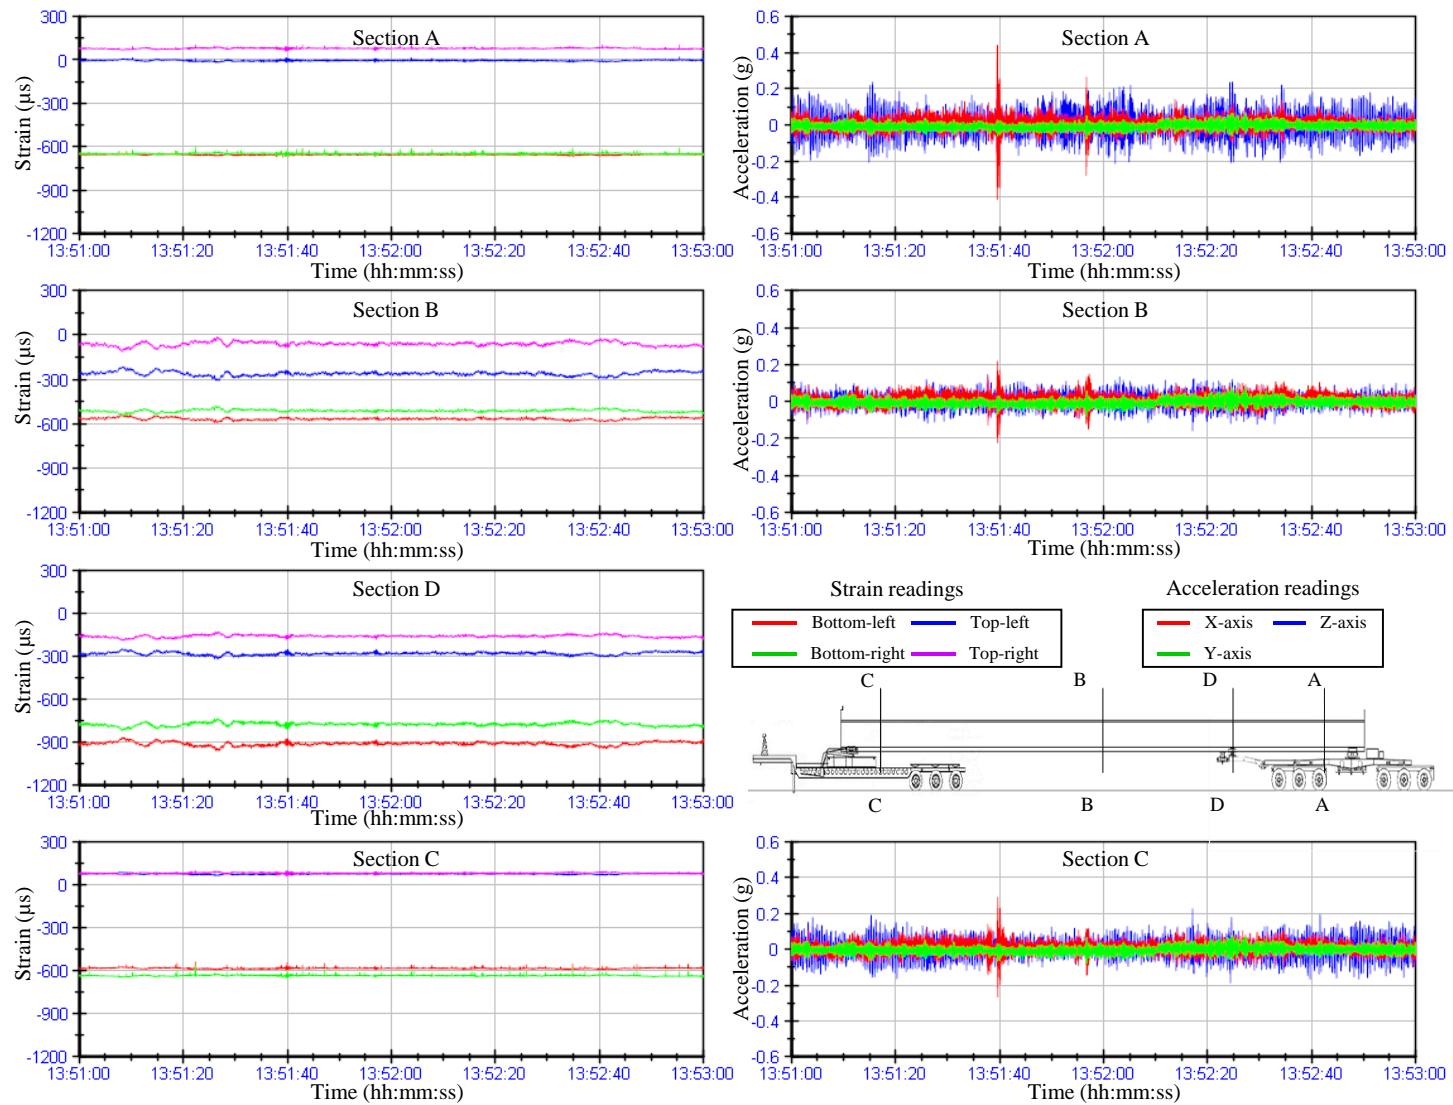 Section A
Strain (µs)
300
0
-300
-600
-900
-1200
13:51:00 13:51:20 13:51:40 13:52:00 13:52:20 13:52:40 13:53:00
Time (hh:mm:ss)
Section A
Acceleration (g)
0.6
0.4
0.2
0
-0.2
-0.4
-0.6
13:51:00 13:51:20 13:51:40 13:52:00 13:52:20 13:52:40 13:53:00
Time (hh:mm:ss)
Section B
Strain (µs)
300
0
-300
-600
-900
-1200
13:51:00 13:51:20 13:51:40 13:52:00 13:52:20 13:52:40 13:53:00
Time (hh:mm:ss)
Section B
Acceleration (g)
0.6
0.4
0.2
0
-0.2
-0.4
-0.6
13:51:00 13:51:20 13:51:40 13:52:00 13:52:20 13:52:40 13:53:00
Time (hh:mm:ss)
Section D
Strain (µs)
300
0
-300
-600
-900
-1200
13:51:00 13:51:20 13:51:40 13:52:00 13:52:20 13:52:40 13:53:00
Time (hh:mm:ss)
Strain readings
Bottom-left Top-left
Bottom-right Top-right
Acceleration readings
X-axis Z-axis
Y-axis
C B D A
C B D A
Section C
Strain (µs)
300
0
-300
-600
-900
-1200
13:51:00 13:51:20 13:51:40 13:52:00 13:52:20 13:52:40 13:53:00
Time (hh:mm:ss)
Section C
Acceleration (g)
0.6
0.4
0.2
0
-0.2
-0.4
-0.6
13:51:00 13:51:20 13:51:40 13:52:00 13:52:20 13:52:40 13:53:00
Time (hh:mm:ss)